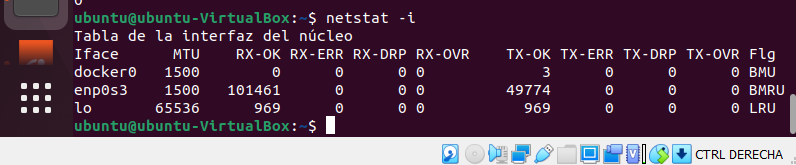 ubuntu@ubuntu-VirtualBox:~$ netstat -i
Tabla de la interfaz del núcleo
Iface      MTU    RX-OK RX-ERR RX-DRP RX-OVR    TX-OK TX-ERR TX-DRP TX-OVR Flg
docker0   1500        0      0      0 0             3      0      0      0 BMU
enp0s3    1500   101461      0      0 0         49774      0      0      0 BMRU
lo       65536      969      0      0 0           969      0      0      0 LRU
ubuntu@ubuntu-VirtualBox:~$
CTRL DERECHA